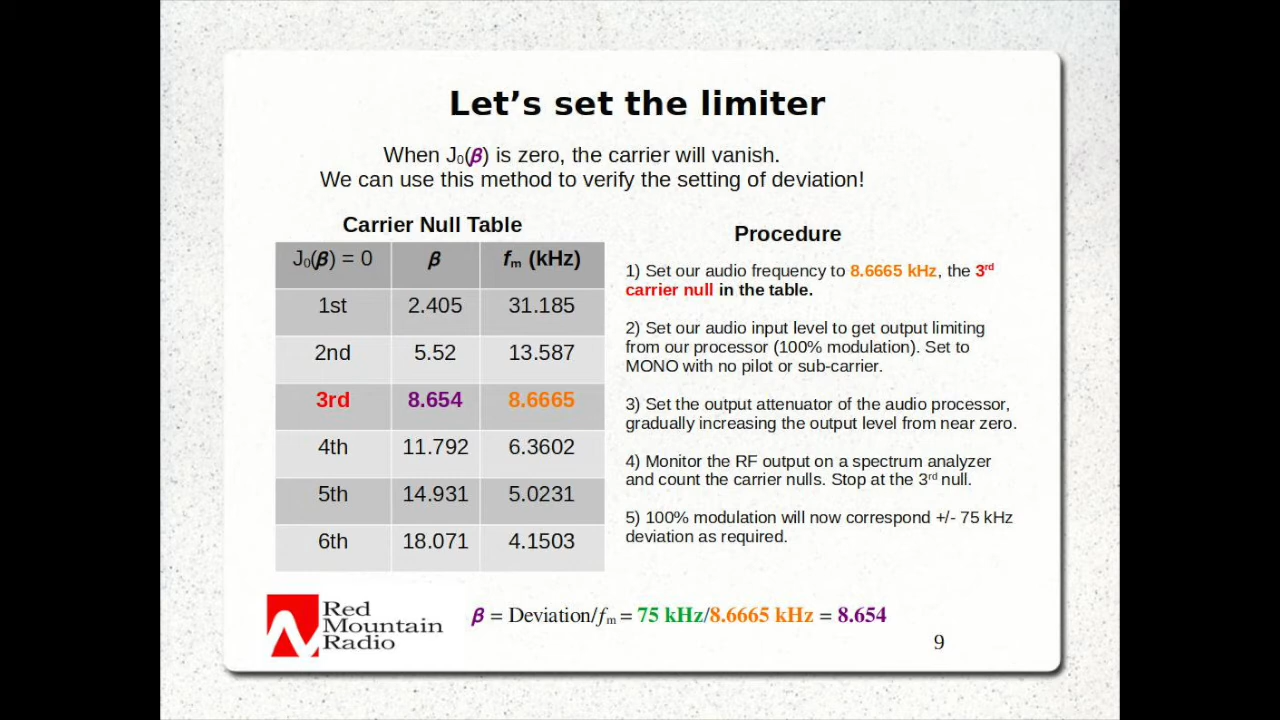 Let’s set the limiter
When J₀(β) is zero, the carrier will vanish.
We can use this method to verify the setting of deviation!
Carrier Null Table
J₀(β) = 0 β fₘ (kHz)
1st 2.405 31.185
2nd 5.52 13.587
3rd 8.654 8.6665
4th 11.792 6.3602
5th 14.931 5.0231
6th 18.071 4.1503
Procedure
1) Set our audio frequency to 8.6665 kHz, the 3rd
carrier null in the table.
2) Set our audio input level to get output limiting
from our processor (100% modulation). Set to
MONO with no pilot or sub-carrier.
3) Set the output attenuator of the audio processor,
gradually increasing the output level from near zero.
4) Monitor the RF output on a spectrum analyzer
and count the carrier nulls. Stop at the 3rd null.
5) 100% modulation will now correspond +/- 75 kHz
deviation as required.
Red
Mountain
Radio
β = Deviation/fₘ = 75 kHz/8.6665 kHz = 8.654
9